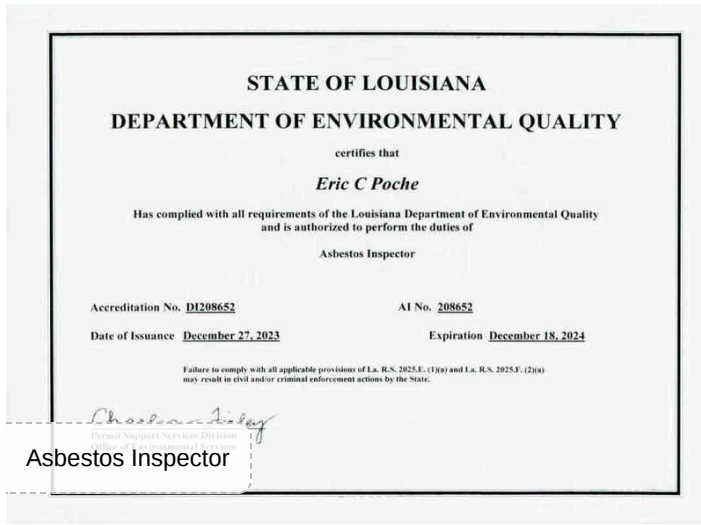 STATE OF LOUISIANA
DEPARTMENT OF ENVIRONMENTAL QUALITY
certifies that
Eric C Poche
Has complied with all requirements of the Louisiana Department of Environmental Quality
and is authorized to perform the duties of
Asbestos Inspector
Accreditation No. DI208652
AI No. 208652
Date of Issuance December 27, 2023
Expiration December 18, 2024
Failure to comply with all applicable provisions of La. R.S. 2025.E. (1)(a) and La. R.S. 2025.F. (2)(a)
may result in civil and/or criminal enforcement actions by the State.
Permit Support Services Division
Office of Environmental Services
Asbestos Inspector